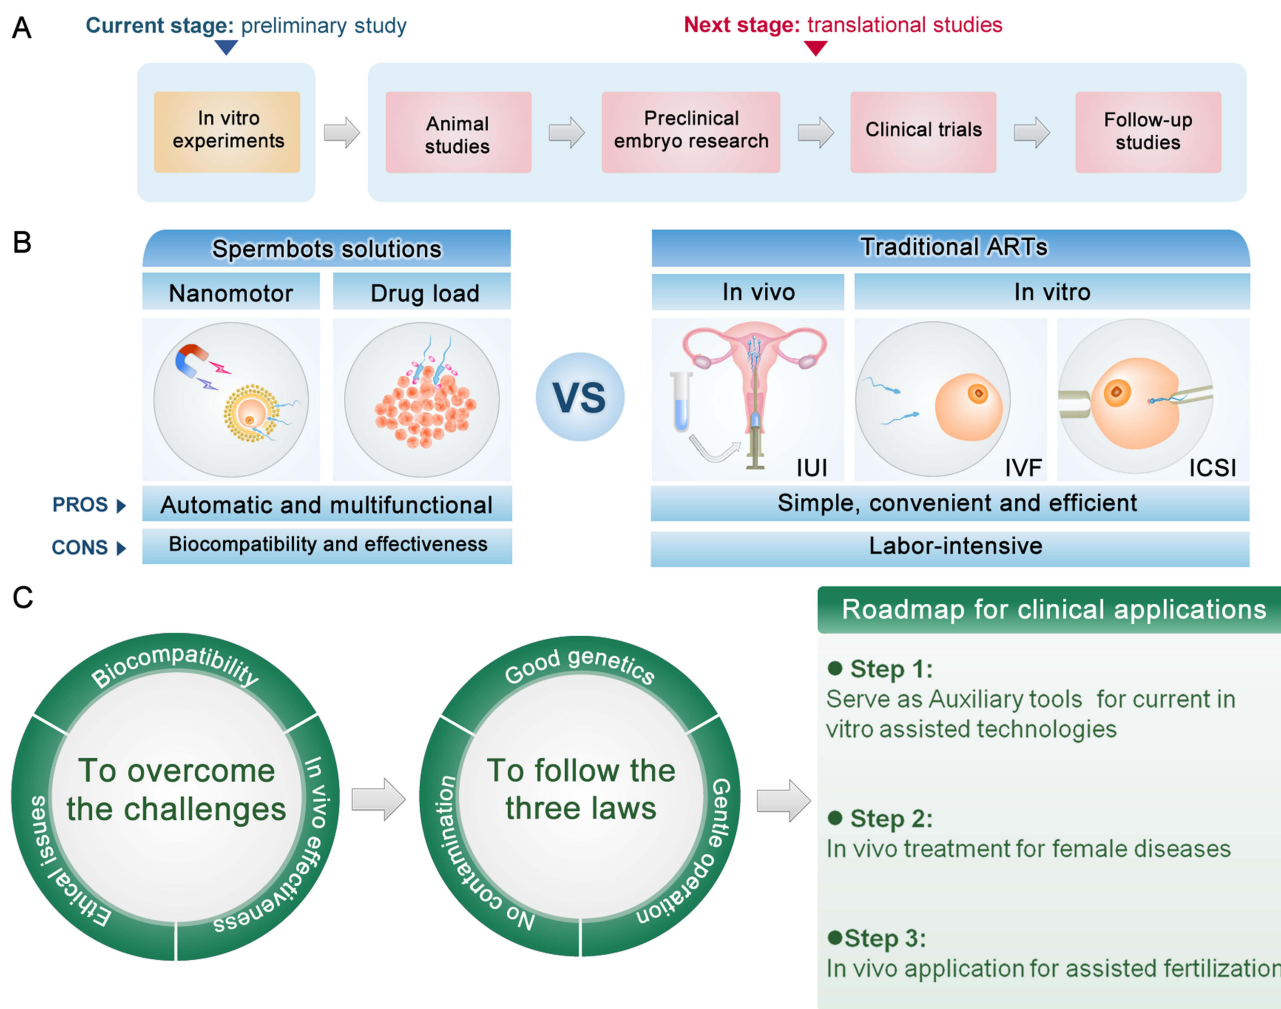 A
Current stage: preliminary study
Next stage: translational studies
In vitro
experiments
Animal
studies
Preclinical
embryo research
Clinical trials
Follow-up
studies
B
Spermbots solutions
Traditional ARTs
Nanomotor
Drug load
In vivo
In vitro
VS
IUI
IVF
ICSI
PROS
Automatic and multifunctional
Simple, convenient and efficient
CONS
Biocompatibility and effectiveness
Labor-intensive
C
Biocompatibility
In vivo effectiveness
Ethical issues
To overcome
the challenges
Good genetics
Gentle operation
No contamination
To follow the
three laws
Roadmap for clinical applications
● Step 1:
Serve as Auxiliary tools for current in
vitro assisted technologies
● Step 2:
In vivo treatment for female diseases
●Step 3:
In vivo application for assisted fertilization